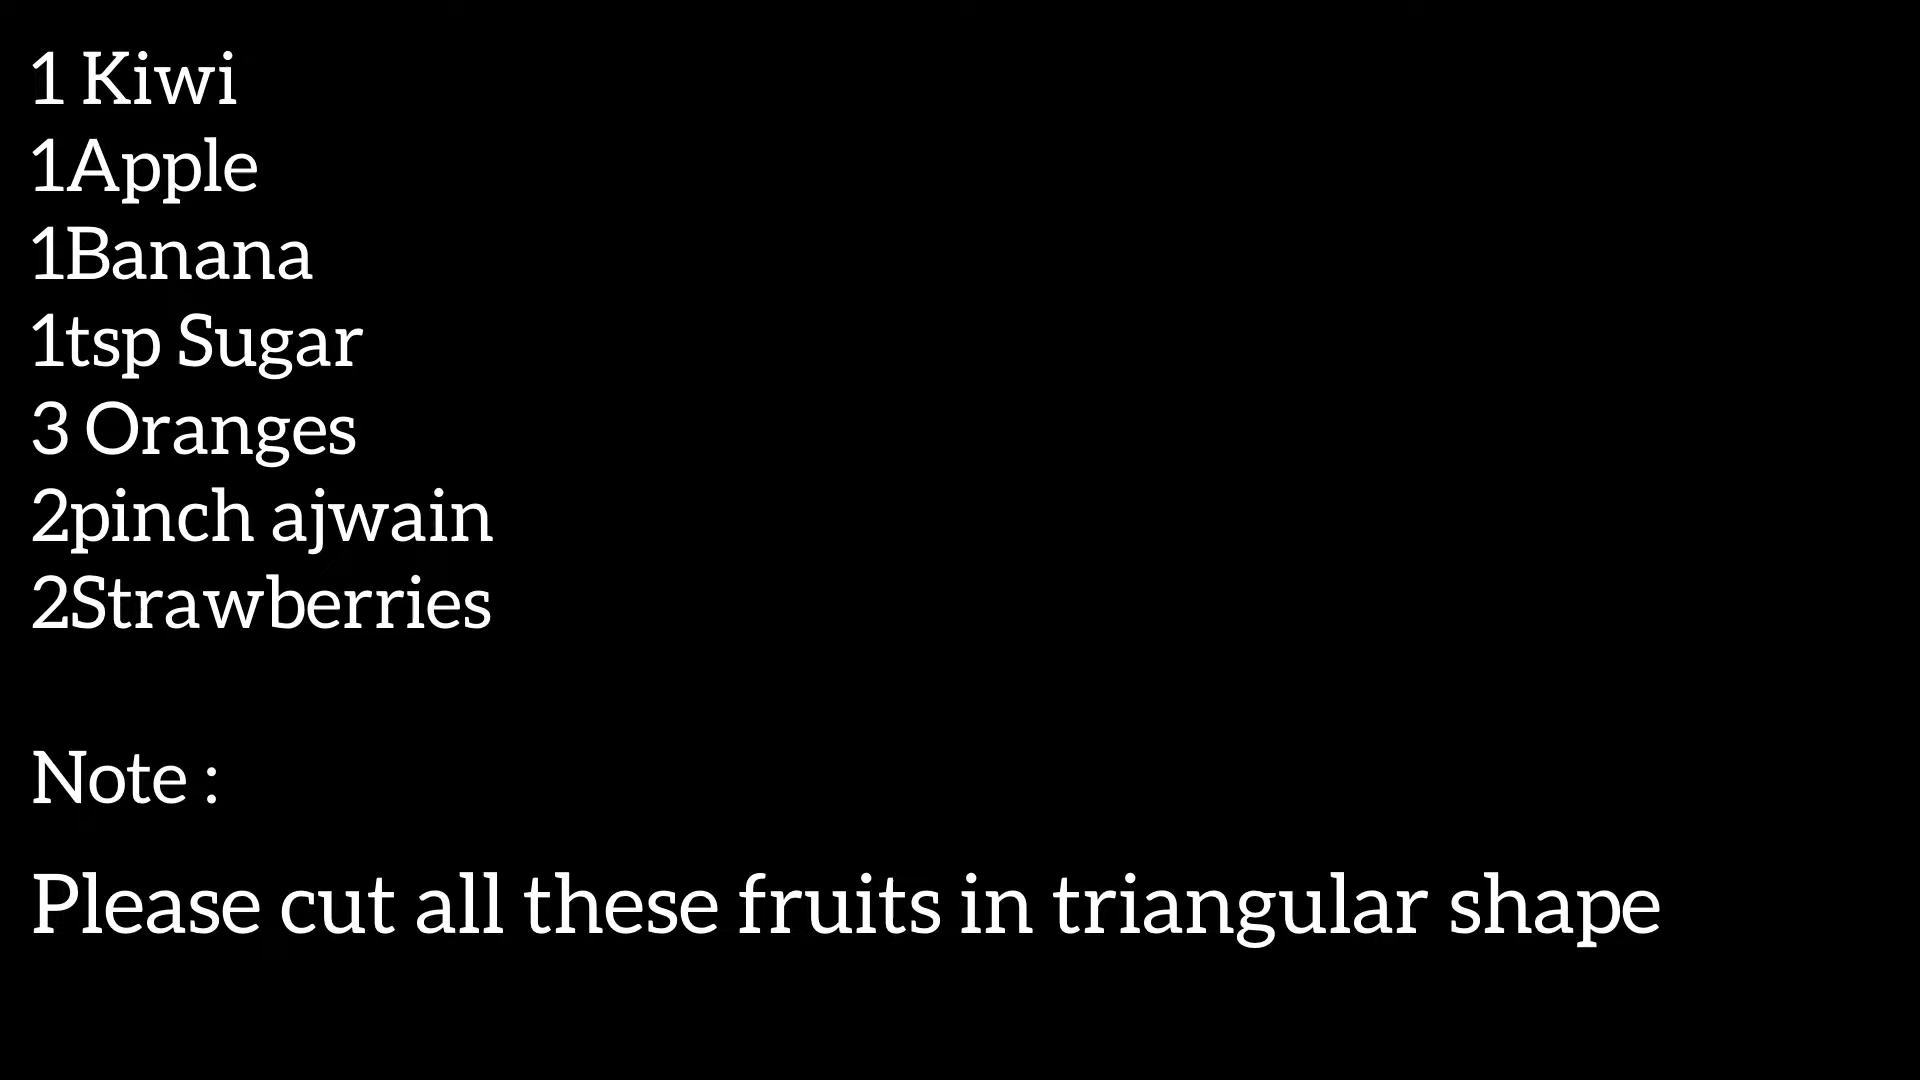 1 Kiwi
1Apple
1Banana
1tsp Sugar
3 Oranges
2pinch ajwain
2Strawberries
Note :
Please cut all these fruits in triangular shape